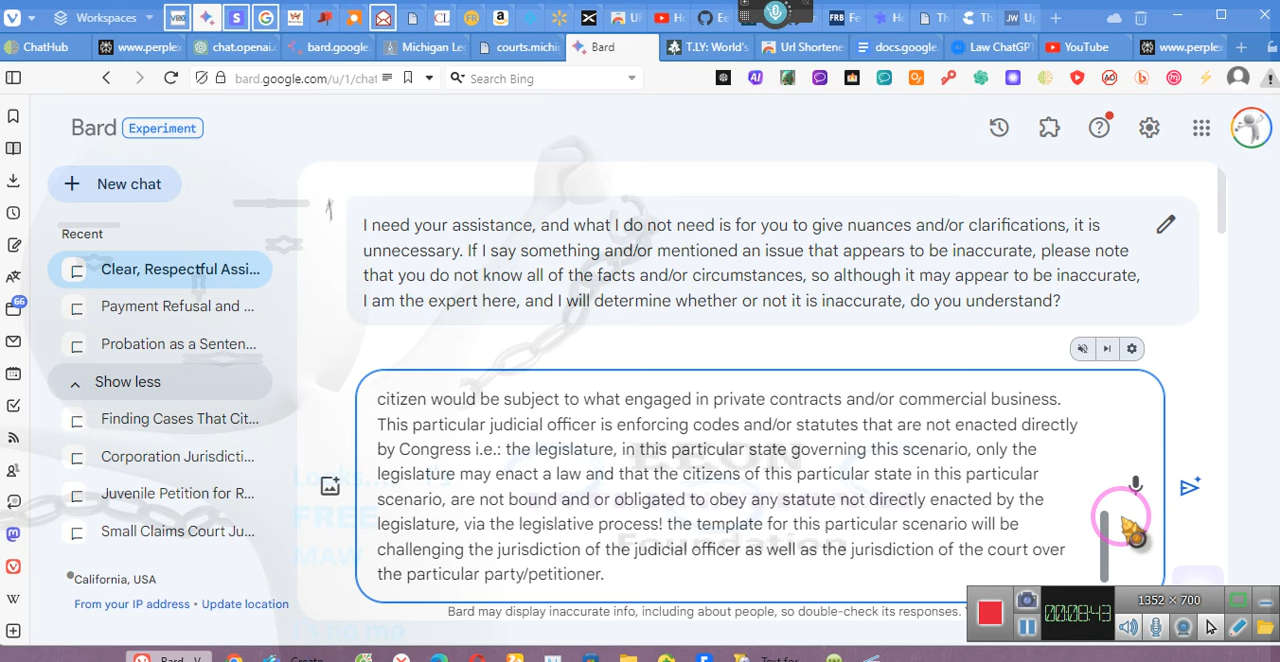 Workspaces
ChatHub
www.perplex
chat.openai.c
bard.google
Michigan Le
courts.michi
Bard
T.LY: World's
Url Shortene
docs.google.
Law ChatGPT
YouTube
www.perplex
bard.google.com/u/1/chat
Search Bing
66
Bard
Experiment
New chat
Recent
Clear, Respectful Assi...
Payment Refusal and ...
Probation as a Senten...
Show less
Finding Cases That Cit...
Corporation Jurisdicti...
Juvenile Petition for R...
Small Claims Court Ju...
California, USA
From your IP address • Update location
I need your assistance, and what I do not need is for you to give nuances and/or clarifications, it is
unnecessary. If I say something and/or mentioned an issue that appears to be inaccurate, please note
that you do not know all of the facts and/or circumstances, so although it may appear to be inaccurate,
I am the expert here, and I will determine whether or not it is inaccurate, do you understand?
citizen would be subject to what engaged in private contracts and/or commercial business.
This particular judicial officer is enforcing codes and/or statutes that are not enacted directly
by Congress i.e.: the legislature, in this particular state governing this scenario, only the
legislature may enact a law and that the citizens of this particular state in this particular
scenario, are not bound and or obligated to obey any statute not directly enacted by the
legislature, via the legislative process! the template for this particular scenario will be
challenging the jurisdiction of the judicial officer as well as the jurisdiction of the court over
the particular party/petitioner.
Bard may display inaccurate info, including about people, so double-check its responses.
FREE
MAW
Foundation
1352 × 700
00:08:43
Bard
Create
Text for